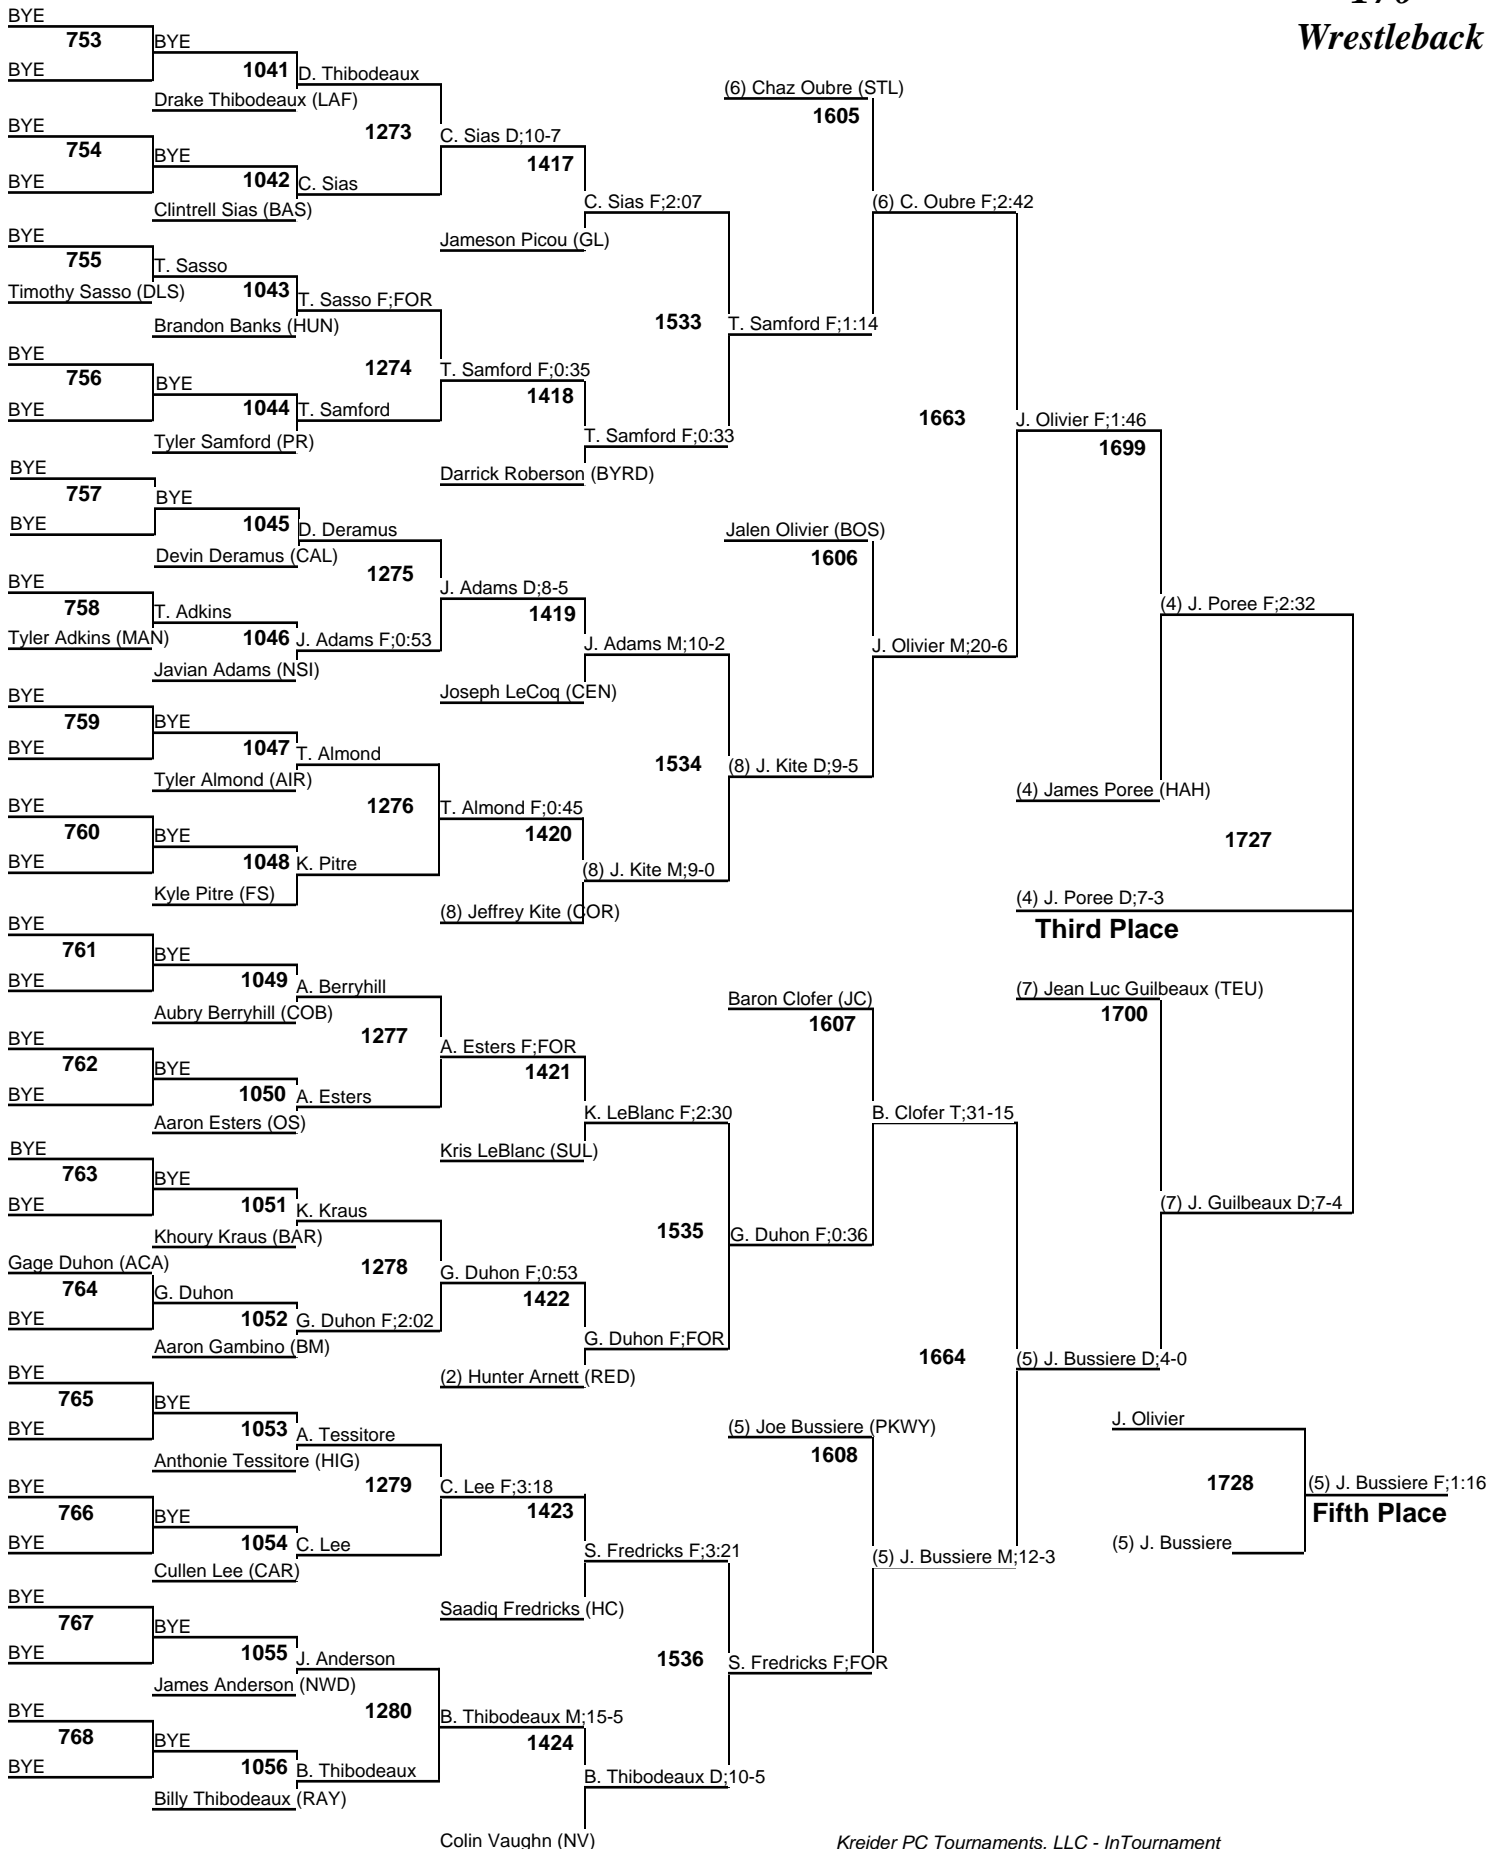 Wrestleback
BYE
753
BYE
BYE
1041
D. Thibodeaux
Drake Thibodeaux (LAF)
1273
C. Sias D;10-7
BYE
754
BYE
BYE
1042
C. Sias
Clintrell Sias (BAS)
1417
C. Sias F;2:07
Jameson Picou (GL)
BYE
755
Timothy Sasso (DLS)
T. Sasso
1043
T. Sasso F;FOR
Brandon Banks (HUN)
1274
T. Samford F;0:35
BYE
756
BYE
BYE
1044
T. Samford
Tyler Samford (PR)
1418
T. Samford F;0:33
Darrick Roberson (BYRD)
1533
T. Samford F;1:14
(6) Chaz Oubre (STL)
1605
(6) C. Oubre F;2:42
BYE
757
BYE
BYE
1045
D. Deramus
Devin Deramus (CAL)
1275
J. Adams D;8-5
BYE
758
Tyler Adkins (MAN)
T. Adkins
1046
J. Adams F;0:53
Javian Adams (NSI)
1419
J. Adams M;10-2
Joseph LeCoq (CEN)
BYE
759
BYE
BYE
1047
T. Almond
Tyler Almond (AIR)
1276
T. Almond F;0:45
BYE
760
BYE
BYE
1048
K. Pitre
Kyle Pitre (FS)
1420
(8) J. Kite M;9-0
(8) Jeffrey Kite (COR)
1534
(8) J. Kite D;9-5
Jalen Olivier (BOS)
1606
J. Olivier M;20-6
1663
J. Olivier F;1:46
1699
(4) J. Poree F;2:32
(4) James Poree (HAH)
1727
(4) J. Poree D;7-3
Third Place
BYE
761
BYE
BYE
1049
A. Berryhill
Aubry Berryhill (COB)
1277
A. Esters F;FOR
BYE
762
BYE
BYE
1050
A. Esters
Aaron Esters (OS)
1421
K. LeBlanc F;2:30
Kris LeBlanc (SUL)
BYE
763
BYE
BYE
1051
K. Kraus
Khoury Kraus (BAR)
1278
G. Duhon F;0:53
Gage Duhon (ACA)
764
BYE
G. Duhon
1052
G. Duhon F;2:02
Aaron Gambino (BM)
1422
G. Duhon F;FOR
(2) Hunter Arnett (RED)
1535
G. Duhon F;0:36
Baron Clofer (JC)
1607
B. Clofer T;31-15
(7) Jean Luc Guilbeaux (TEU)
1700
(7) J. Guilbeaux D;7-4
BYE
765
BYE
BYE
1053
A. Tessitore
Anthonie Tessitore (HIG)
1279
C. Lee F;3:18
BYE
766
BYE
BYE
1054
C. Lee
Cullen Lee (CAR)
1423
S. Fredricks F;3:21
Saadiq Fredricks (HC)
BYE
767
BYE
BYE
1055
J. Anderson
James Anderson (NWD)
1280
B. Thibodeaux M;15-5
BYE
768
BYE
BYE
1056
B. Thibodeaux
Billy Thibodeaux (RAY)
1424
B. Thibodeaux D;10-5
Colin Vaughn (NV)
1536
S. Fredricks F;FOR
(5) Joe Bussiere (PKWY)
1608
(5) J. Bussiere M;12-3
1664
(5) J. Bussiere D;4-0
J. Olivier
1728
(5) J. Bussiere
(5) J. Bussiere F;1:16
Fifth Place
Kreider PC Tournaments, LLC - InTournament